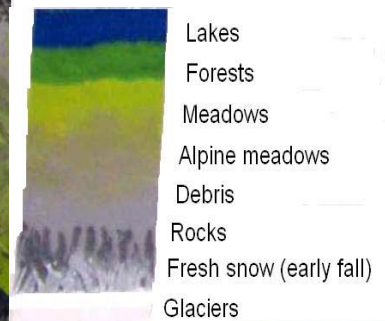 Lakes
Forests
Meadows
Alpine meadows
Debris
Rocks
Fresh snow (early fall)
Glaciers